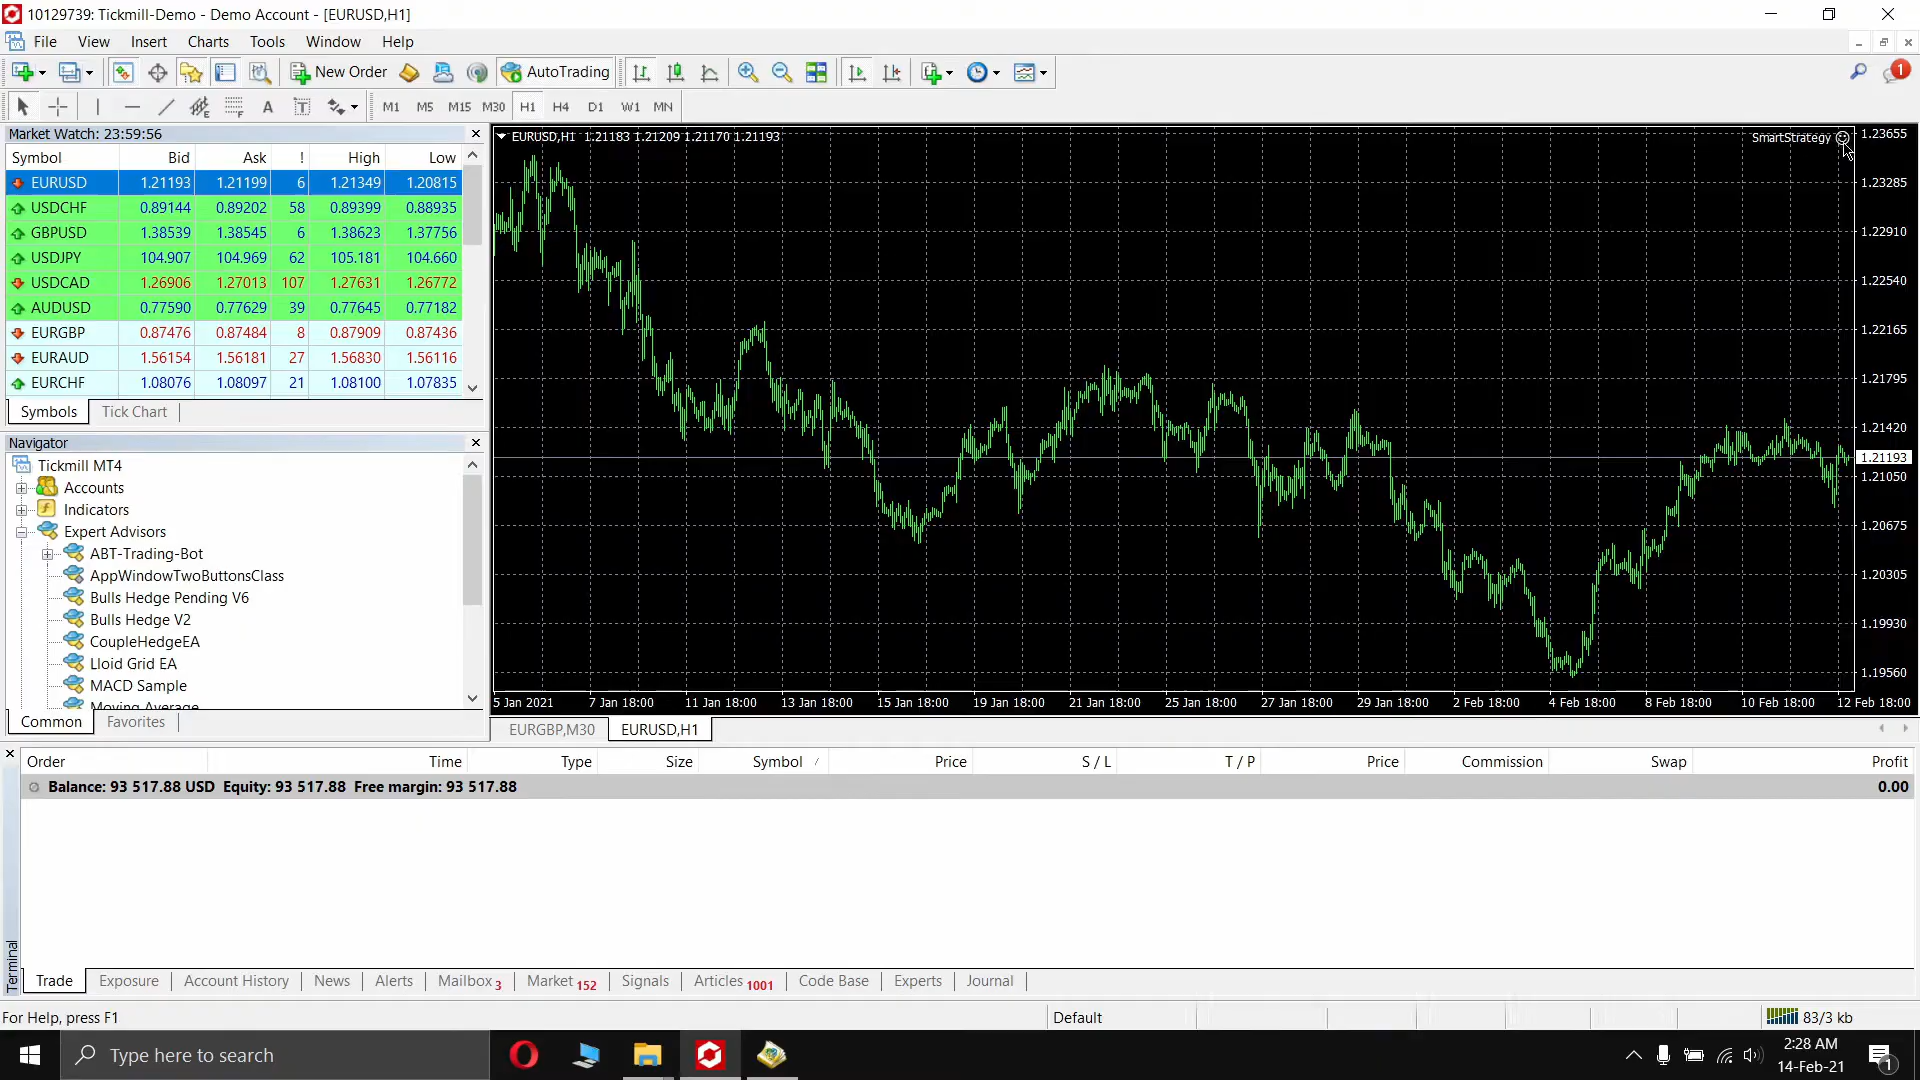 10129739: Tickmill-Demo - Demo Account - [EURUSD,H1]
File View Insert Charts Tools Window Help
New Order AutoTrading 1
A T M1 M5 M15 M30 H1 H4 D1 W1 MN
Market Watch: 23:59:56
Symbol Bid Ask ! High Low
EURUSD 1.21193 1.21199 6 1.21349 1.20815
USDCHF 0.89144 0.89202 58 0.89399 0.88935
GBPUSD 1.38539 1.38545 6 1.38623 1.37756
USDJPY 104.907 104.969 62 105.181 104.660
USDCAD 1.26906 1.27013 107 1.27631 1.26772
AUDUSD 0.77590 0.77629 39 0.77645 0.77182
EURGBP 0.87476 0.87484 8 0.87909 0.87436
EURAUD 1.56154 1.56181 27 1.56830 1.56116
EURCHF 1.08076 1.08097 21 1.08100 1.07835
Symbols Tick Chart
Navigator
Tickmill MT4
Accounts
Indicators
Expert Advisors
ABT-Trading-Bot
AppWindowTwoButtonsClass
Bulls Hedge Pending V6
Bulls Hedge V2
CoupleHedgeEA
Lloid Grid EA
MACD Sample
Moving Average
Common Favorites
EURUSD,H1 1.21183 1.21209 1.21170 1.21193
SmartStrategy
1.23655
1.23285
1.22910
1.22540
1.22165
1.21795
1.21420
1.21193
1.21050
1.20675
1.20305
1.19930
1.19560
5 Jan 2021 7 Jan 18:00 11 Jan 18:00 13 Jan 18:00 15 Jan 18:00 19 Jan 18:00 21 Jan 18:00 25 Jan 18:00 27 Jan 18:00 29 Jan 18:00 2 Feb 18:00 4 Feb 18:00 8 Feb 18:00 10 Feb 18:00 12 Feb 18:00
EURGBP,M30 EURUSD,H1
Order Time Type Size Symbol / Price S / L T / P Price Commission Swap Profit
Balance: 93 517.88 USD Equity: 93 517.88 Free margin: 93 517.88 0.00
Terminal
Trade Exposure Account History News Alerts Mailbox 3 Market 152 Signals Articles 1001 Code Base Experts Journal
For Help, press F1 Default 83/3 kb
Type here to search
2:28 AM
14-Feb-21
1